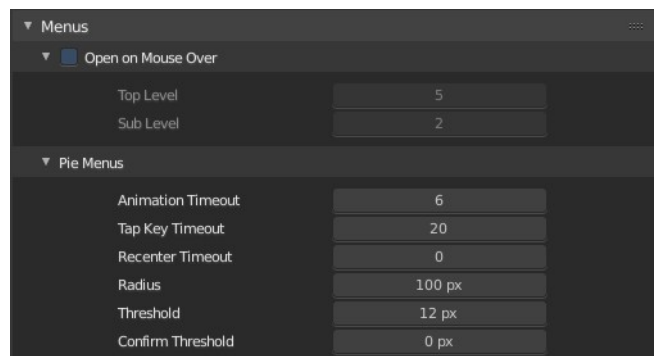 Menus
Open on Mouse Over
Top Level 5
Sub Level 2
Pie Menus
Animation Timeout 6
Tap Key Timeout 20
Recenter Timeout 0
Radius 100 px
Threshold 12 px
Confirm Threshold 0 px